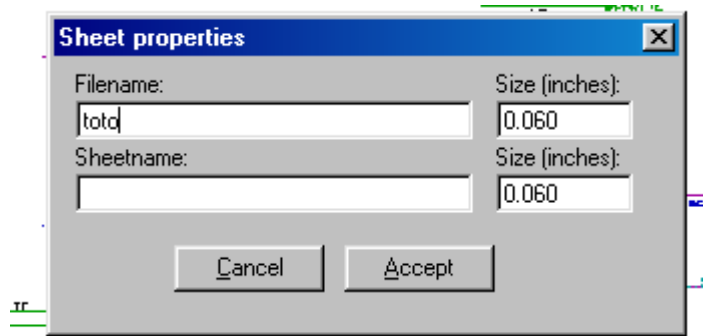 Sheet properties
Filename:
Size (inches):
toto
0.060
Sheetname:
Size (inches):
0.060
Cancel
Accept